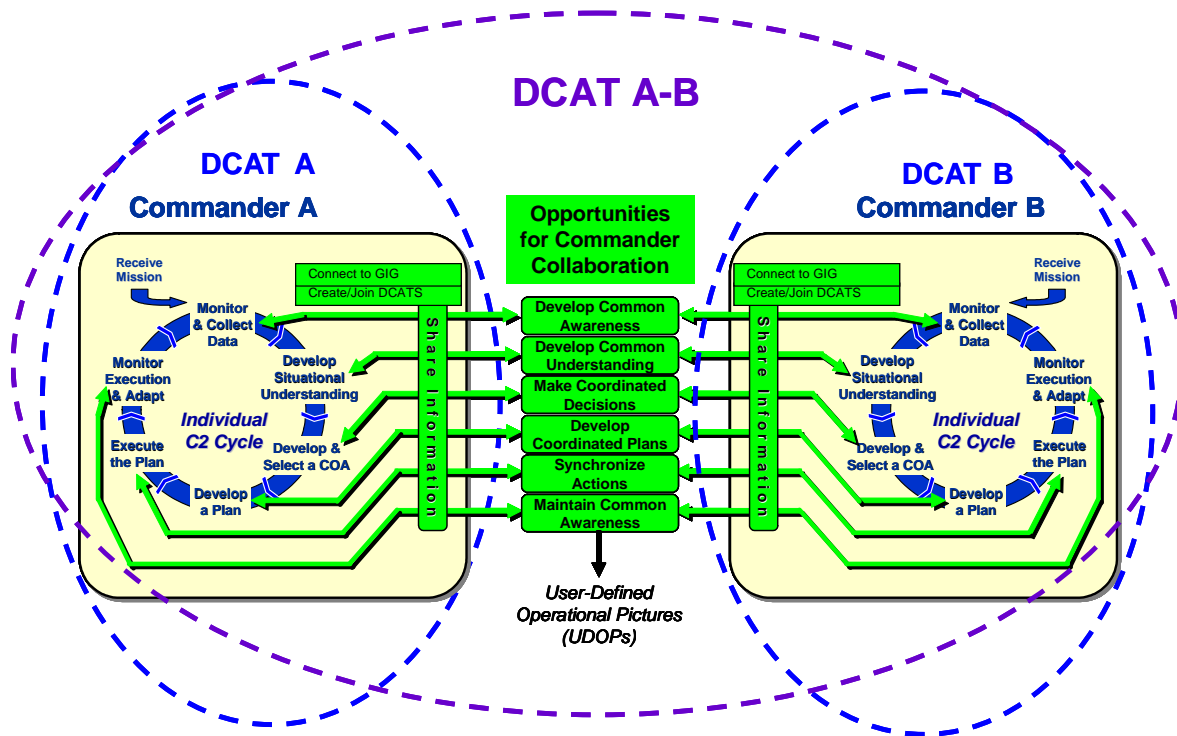 DCAT A-B
DCAT A
Commander A
DCAT B
Commander B
Opportunities
for Commander
Collaboration
Receive
Mission
Connect to GIG
Create/Join DCATS
Share Information
Monitor
& Collect
Data
Develop
Situational
Understanding
Develop &
Select a COA
Develop
a Plan
Execute
the Plan
Monitor
Execution
& Adapt
Individual
C2 Cycle
Develop Common
Awareness
Develop Common
Understanding
Make Coordinated
Decisions
Develop
Coordinated Plans
Synchronize
Actions
Maintain Common
Awareness
User-Defined
Operational Pictures
(UDOPs)
Connect to GIG
Create/Join DCATS
Share Information
Receive
Mission
Monitor
& Collect
Data
Develop
Situational
Understanding
Develop &
Select a COA
Develop
a Plan
Execute
the Plan
Monitor
Execution
& Adapt
Individual
C2 Cycle